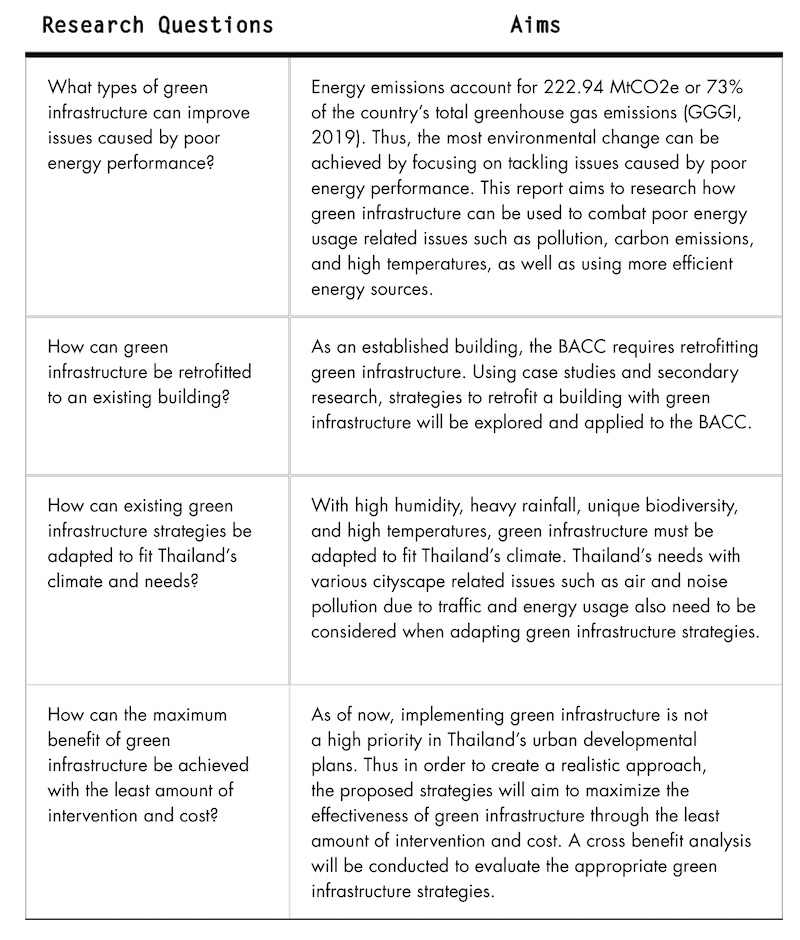 Research Questions
Aims
What types of green
infrastructure can improve
issues caused by poor
energy performance?
Energy emissions account for 222.94 MtCO2e or 73%
of the country's total greenhouse gas emissions (GGGI,
2019). Thus, the most environmental change can be
achieved by focusing on tackling issues caused by poor
energy performance. This report aims to research how
green infrastructure can be used to combat poor energy
usage related issues such as pollution, carbon emissions,
and high temperatures, as well as using more efficient
energy sources.
How can green
infrastructure be retrofitted
to an existing building?
As an established building, the BACC requires retrofitting
green infrastructure. Using case studies and secondary
research, strategies to retrofit a building with green
infrastructure will be explored and applied to the BACC.
How can existing green
infrastructure strategies be
adapted to fit Thailand's
climate and needs?
With high humidity, heavy rainfall, unique biodiversity,
and high temperatures, green infrastructure must be
adapted to fit Thailand's climate. Thailand's needs with
various cityscape related issues such as air and noise
pollution due to traffic and energy usage also need to be
considered when adapting green infrastructure strategies.
How can the maximum
benefit of green
infrastructure be achieved
with the least amount of
intervention and cost?
As of now, implementing green infrastructure is not
a high priority in Thailand's urban developmental
plans. Thus in order to create a realistic approach,
the proposed strategies will aim to maximize the
effectiveness of green infrastructure through the least
amount of intervention and cost. A cross benefit analysis
will be conducted to evaluate the appropriate green
infrastructure strategies.